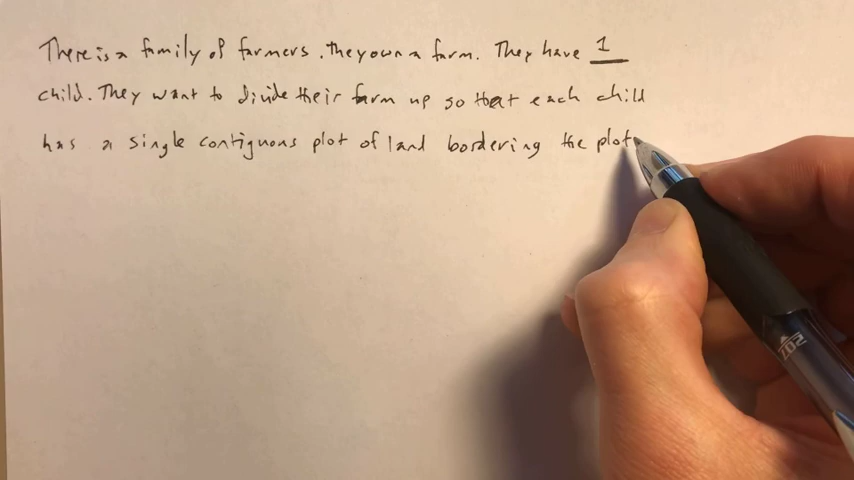 There is a family of farmers. they own a farm. They have 1
child. They want to divide their farm up so that each child
has a single contiguous plot of land bordering the plot
702